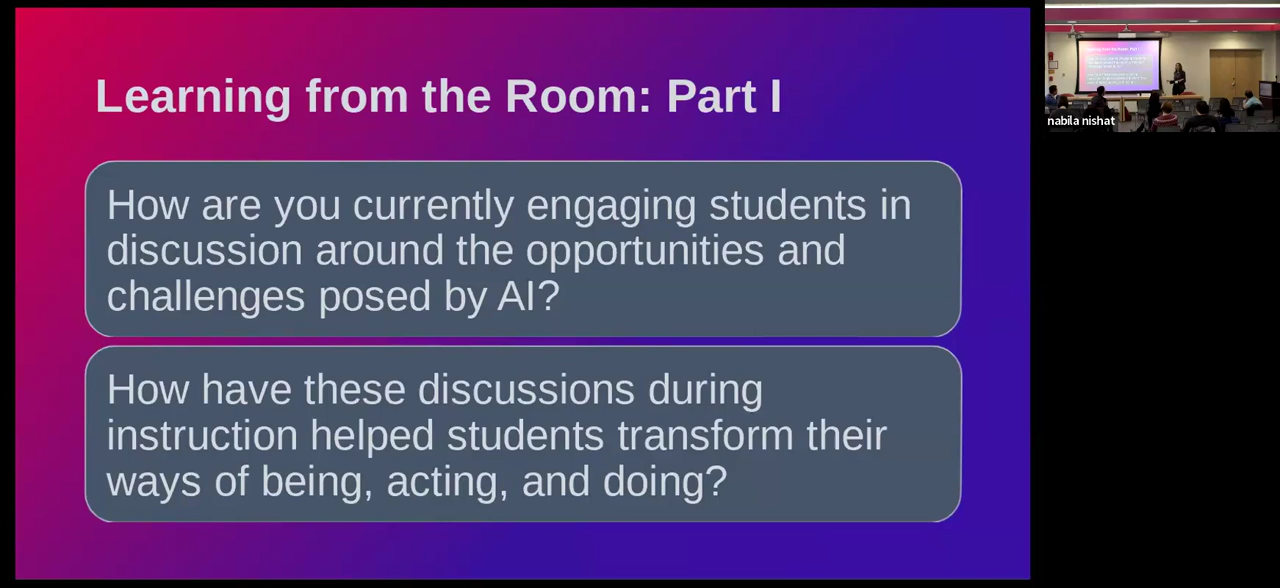 Learning from the Room: Part I
How are you currently engaging students in
discussion around the opportunities and
challenges posed by AI?
How have these discussions during
instruction helped students transform their
ways of being, acting, and doing?
nabila nishat